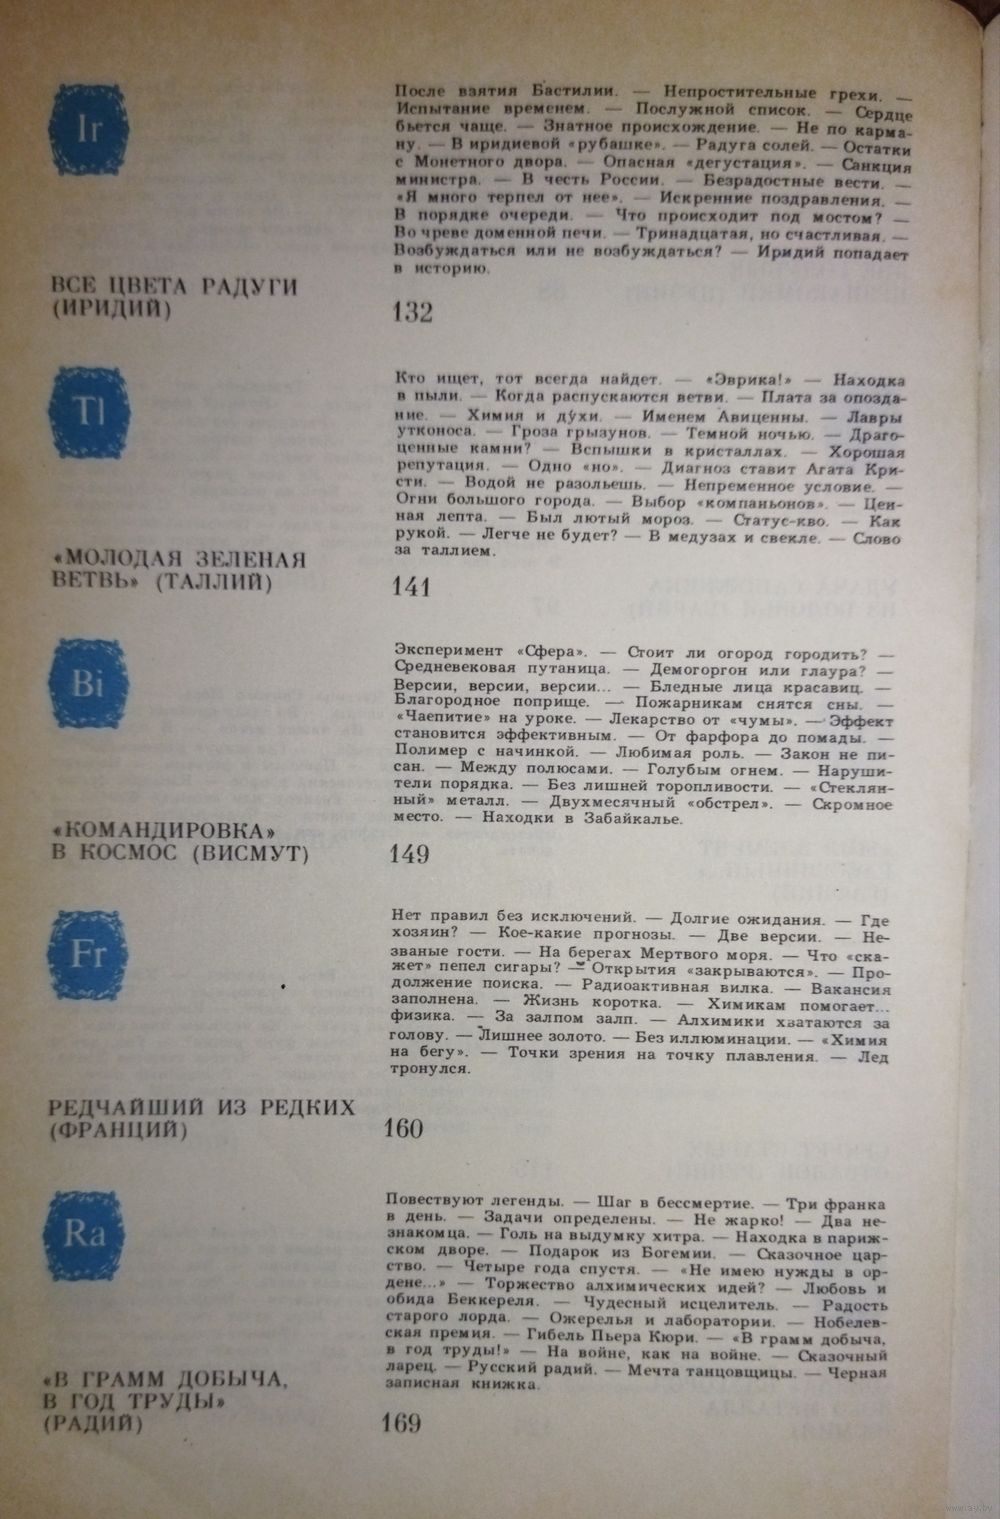 Ir
После взятия Бастилии. — Непростительные грехи. —
Испытание временем. — Послужной список. — Сердце
бьется чаще. — Знатное происхождение. — Не по карма-
ну. — В иридиевой «рубашке». — Радуга солей. — Остатки
с Монетного двора. — Опасная «дегустация». — Санкция
министра. — В честь России. — Безрадостные вести. —
«Я много терпел от нее». — Искренние поздравления. —
В порядке очереди. — Что происходит под мостом? —
Во чреве доменной печи. — Тринадцатая, но счастливая. —
Возбуждаться или не возбуждаться? — Иридий попадает
в историю.
ВСЕ ЦВЕТА РАДУГИ
(ИРИДИЙ)
132
Tl
Кто ищет, тот всегда найдет. — «Эврика!» — Находка
в пыли. — Когда распускаются ветви. — Плата за опозда-
ние. — Химия и духи. — Именем Авиценны. — Лавры
утконоса. — Гроза грызунов. — Темной ночью. — Драго-
ценные камни? — Вспышки в кристаллах. — Хорошая
репутация. — Одно «но». — Диагноз ставит Агата Кри-
сти. — Водой не разольешь. — Непременное условие. —
Огни большого города. — Выбор «компаньонов». — Цен-
ная лепта. — Был лютый мороз. — Статус-кво. — Как
рукой. — Легче не будет? — В медузах и свекле. — Слово
за таллием.
«МОЛОДАЯ ЗЕЛЕНАЯ
ВЕТВЬ» (ТАЛЛИЙ)
141
Bi
Эксперимент «Сфера». — Стоит ли огород городить? —
Средневековая путаница. — Демогоргон или глаура? —
Версии, версии, версии... — Бледные лица красавиц. —
Благородное поприще. — Пожарникам снятся сны. —
«Чаепитие» на уроке. — Лекарство от «чумы». — Эффект
становится эффективным. — От фарфора до помады. —
Полимер с начинкой. — Любимая роль. — Закон не пи-
сан. — Между полюсами. — Голубым огнем. — Наруши-
тели порядка. — Без лишней торопливости. — «Стеклян-
ный» металл. — Двухмесячный «обстрел». — Скромное
место. — Находки в Забайкалье.
«КОМАНДИРОВКА»
В КОСМОС (ВИСМУТ)
149
Fr
Нет правил без исключений. — Долгие ожидания. — Где
хозяин? — Кое-какие прогнозы. — Две версии. — Не-
званые гости. — На берегах Мертвого моря. — Что «ска-
жет» пепел сигары? — Открытия «закрываются». — Про-
должение поиска. — Радиоактивная вилка. — Вакансия
заполнена. — Жизнь коротка. — Химикам помогает...
физика. — За залпом залп. — Алхимики хватаются за
голову. — Лишнее золото. — Без иллюминации. — «Химия
на бегу». — Точки зрения на точку плавления. — Лед
тронулся.
РЕДЧАЙШИЙ ИЗ РЕДКИХ
(ФРАНЦИЙ)
160
Ra
Повествуют легенды. — Шаг в бессмертие. — Три франка
в день. — Задачи определены. — Не жарко! — Два не-
знакомца. — Голь на выдумку хитра. — Находка в париж-
ском дворе. — Подарок из Богемии. — Сказочное цар-
ство. — Четыре года спустя. — «Не имею нужды в ор-
дене...» — Торжество алхимических идей? — Любовь и
обида Беккереля. — Чудесный исцелитель. — Радость
старого лорда. — Ожерелья и лаборатории. — Нобелев-
ская премия. — Гибель Пьера Кюри. — «В грамм добыча,
в год труды!» — На войне, как на войне. — Сказочный
ларец. — Русский радий. — Мечта танцовщицы. — Черная
записная книжка.
«В ГРАММ ДОБЫЧА,
В ГОД ТРУДЫ»
(РАДИЙ)
169